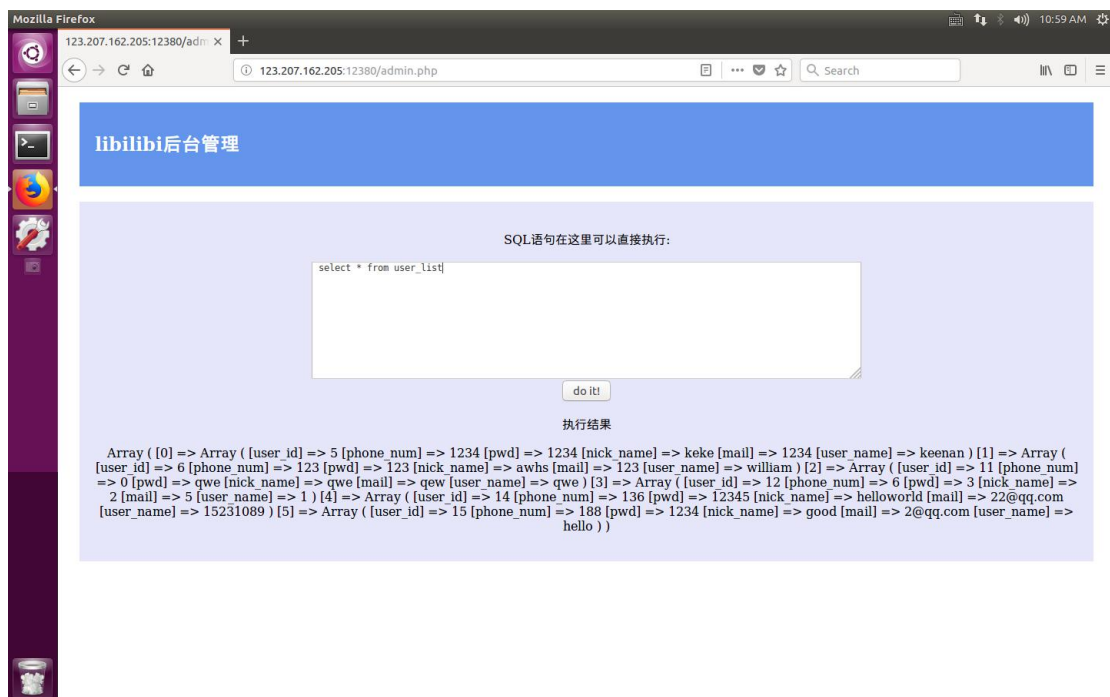 Mozilla Firefox
10:59 AM
123.207.162.205:12380/adm
123.207.162.205:12380/admin.php
Search
libilibi后台管理
SQL语句在这里可以直接执行:
select * from user_list
do it!
执行结果
Array ( [0] => Array ( [user_id] => 5 [phone_num] => 1234 [pwd] => 1234 [nick_name] => keke [mail] => 1234 [user_name] => keenan ) [1] => Array (
[user_id] => 6 [phone_num] => 123 [pwd] => 123 [nick_name] => awhs [mail] => 123 [user_name] => william ) [2] => Array ( [user_id] => 11 [phone_num]
=> 0 [pwd] => qwe [nick_name] => qwe [mail] => qew [user_name] => qwe ) [3] => Array ( [user_id] => 12 [phone_num] => 6 [pwd] => 3 [nick_name] =>
2 [mail] => 5 [user_name] => 1 ) [4] => Array ( [user_id] => 14 [phone_num] => 136 [pwd] => 12345 [nick_name] => helloworld [mail] => 22@qq.com
[user_name] => 15231089 ) [5] => Array ( [user_id] => 15 [phone_num] => 188 [pwd] => 1234 [nick_name] => good [mail] => 2@qq.com [user_name] =>
hello ) )